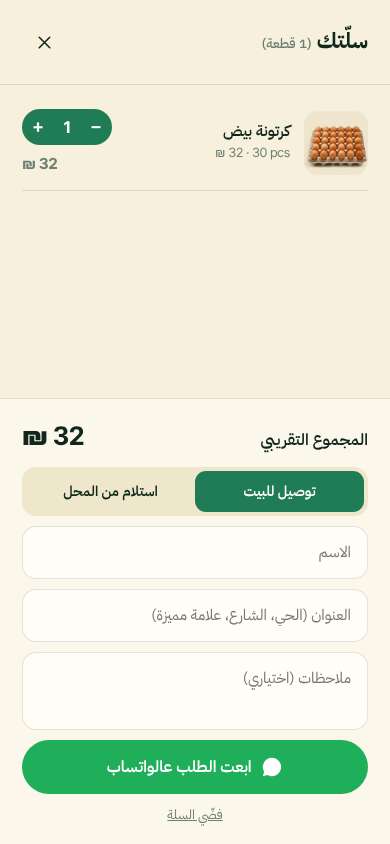 سلّتك (1 قطعة)
كرتونة بيض
₪ 32 · 30 pcs
− 1 +
₪ 32
المجموع التقريبي
₪ 32
توصيل للبيت
استلام من المحل
الاسم
العنوان (الحي، الشارع، علامة مميزة)
ملاحظات (اختياري)
ابعت الطلب عالواتساب
فضّي السلة